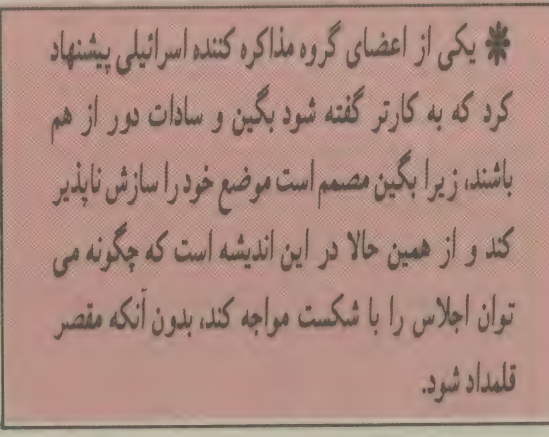 ❋ یکی از اعضای گروه مذاکره کننده اسرائیلی پیشنهاد
کرد که به کارتر گفته شود بگین و سادات دور از هم
باشند، زیرا بگین مصمم است موضع خود را سازش ناپذیر
کند و از همین حالا در این اندیشه است که چگونه می
توان اجلاس را با شکست مواجه کند، بدون آنکه مقصر
قلمداد شود.